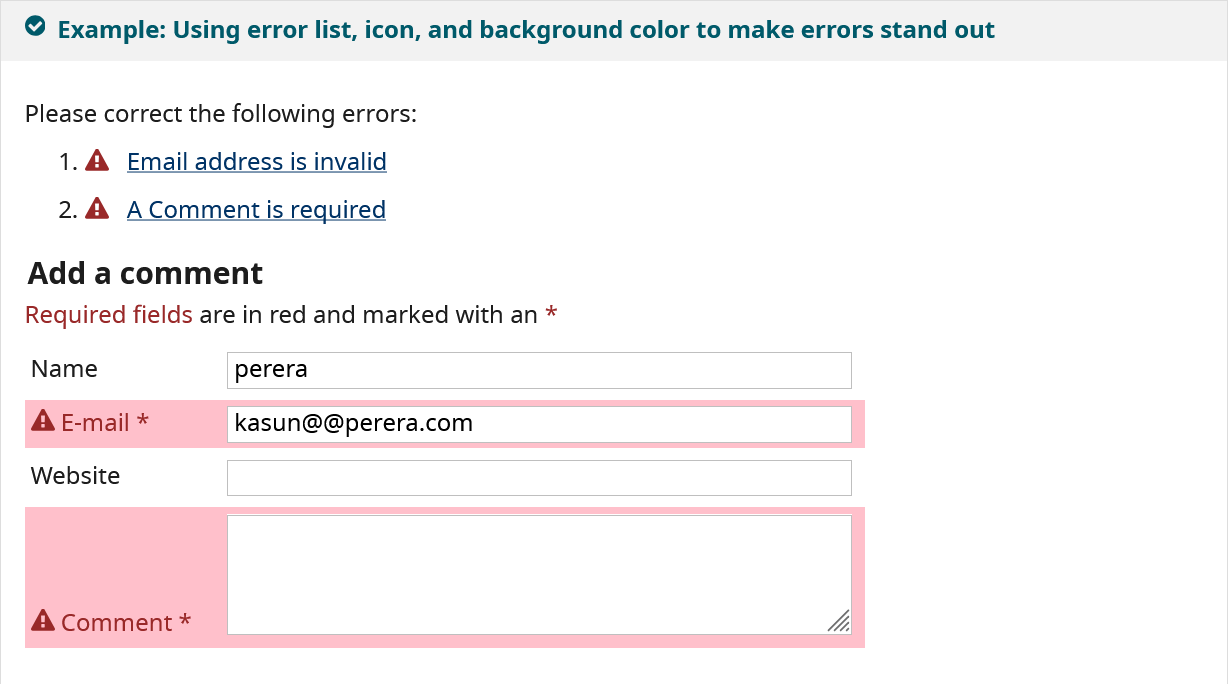 Example: Using error list, icon, and background color to make errors stand out
Please correct the following errors:
1. Email address is invalid
2. A Comment is required
Add a comment
Required fields are in red and marked with an *
Name perera
E-mail * kasun@@perera.com
Website
Comment *